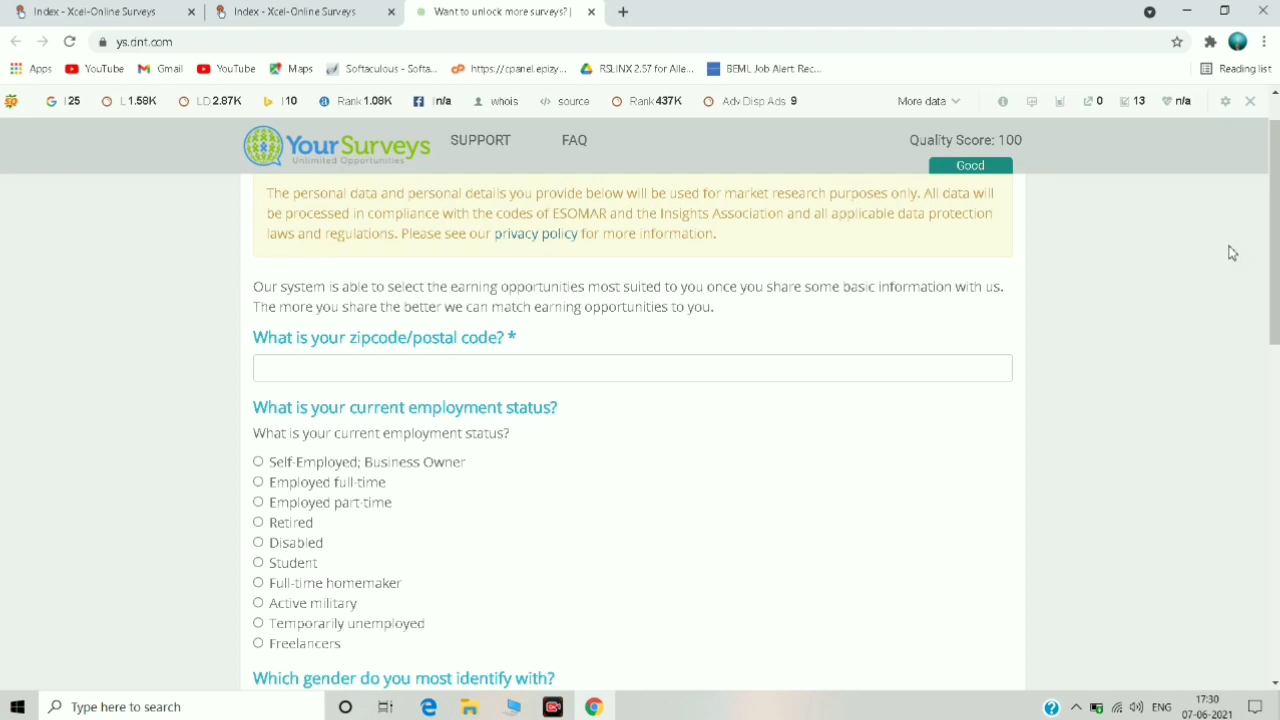 Index - Xcel-Online Surveys
Index - Xcel-Online Surveys
Want to unlock more surveys? |
ys.dnt.com
Apps YouTube Gmail YouTube Maps Softaculous - Softa... https://cpanel.epizy... RSLINX 2.57 for Alle... BEML Job Alert Rec... Reading list
G I 25 L 1.58K LD 2.87K I 10 Rank 1.08K I n/a whois source Rank 437K Adv Disp Ads 9 More data 0 13 n/a
YourSurveys SUPPORT FAQ Quality Score: 100
Unlimited Opportunities
Good
The personal data and personal details you provide below will be used for market research purposes only. All data will
be processed in compliance with the codes of ESOMAR and the Insights Association and all applicable data protection
laws and regulations. Please see our privacy policy for more information.
Our system is able to select the earning opportunities most suited to you once you share some basic information with us.
The more you share the better we can match earning opportunities to you.
What is your zipcode/postal code? *
What is your current employment status?
What is your current employment status?
Self-Employed; Business Owner
Employed full-time
Employed part-time
Retired
Disabled
Student
Full-time homemaker
Active military
Temporarily unemployed
Freelancers
Which gender do you most identify with?
Type here to search
ENG
17:30
07-06-2021